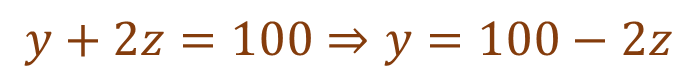 y + 2z = 100 ⇒ y = 100 − 2z